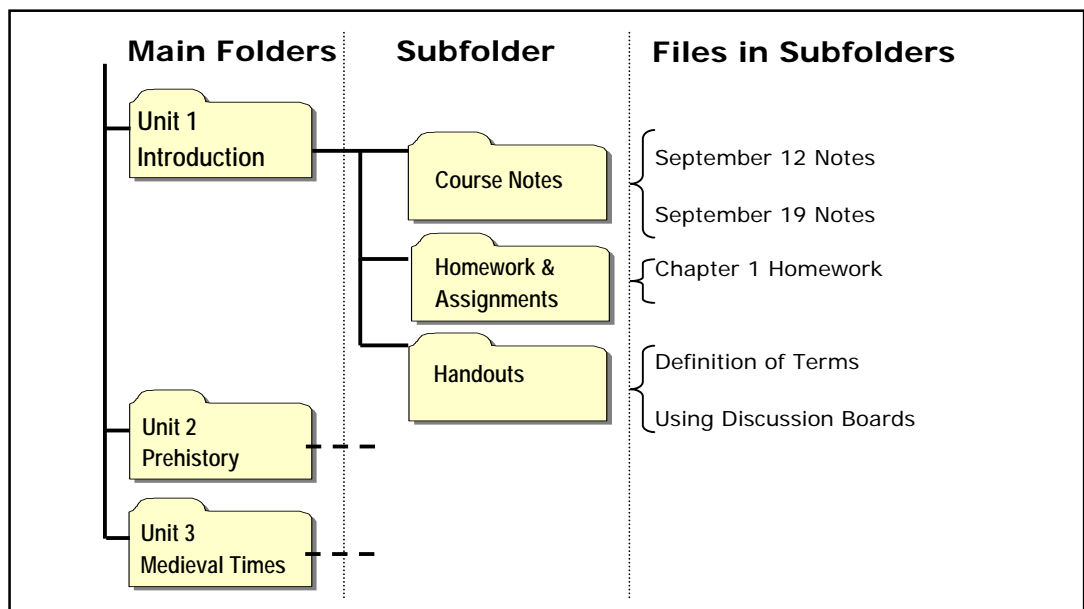 Main Folders
Subfolder
Files in Subfolders
Unit 1
Introduction
Course Notes
September 12 Notes
September 19 Notes
Homework &
Assignments
Chapter 1 Homework
Handouts
Definition of Terms
Using Discussion Boards
Unit 2
Prehistory
Unit 3
Medieval Times